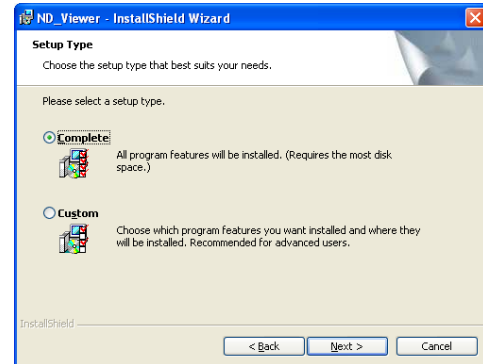 ND_Viewer - InstallShield Wizard
Setup Type
Choose the setup type that best suits your needs.
Please select a setup type.
Complete
All program features will be installed. (Requires the most disk
space.)
Custom
Choose which program features you want installed and where they
will be installed. Recommended for advanced users.
InstallShield
< Back
Next >
Cancel